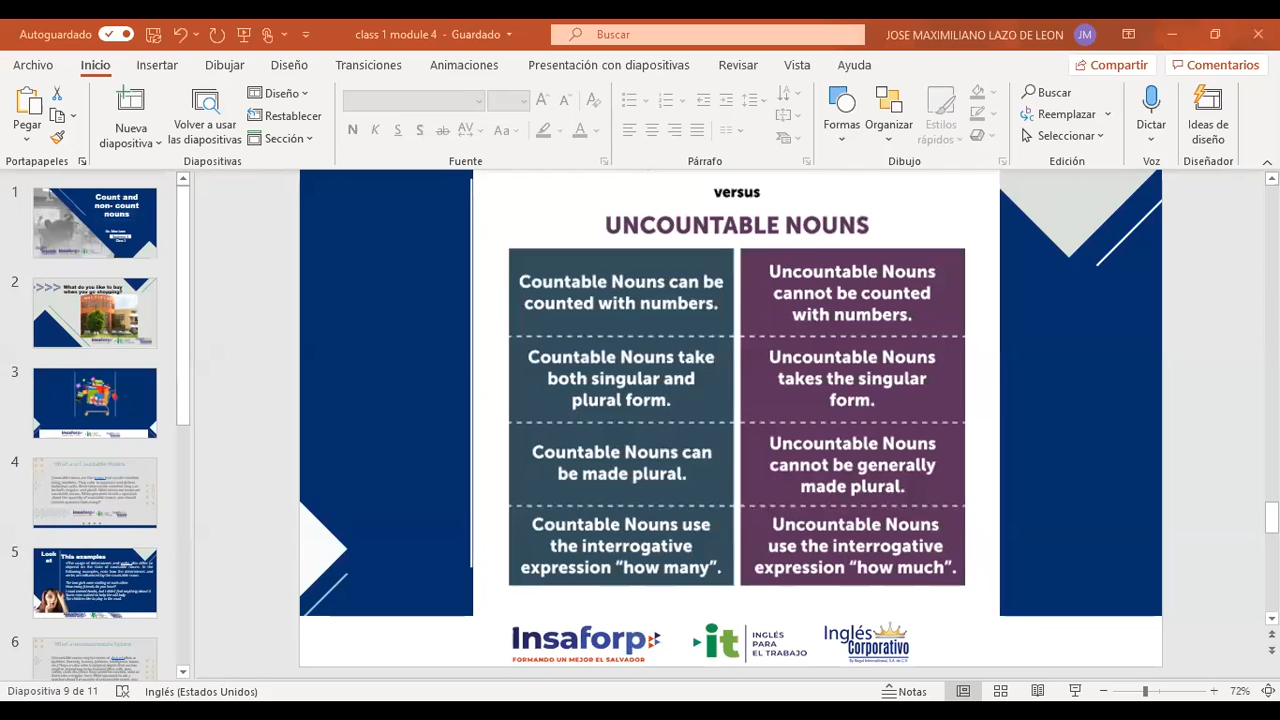 Autoguardado
class 1 module 4 - Guardado
Buscar
JOSE MAXIMILIANO LAZO DE LEON
JM
Archivo
Inicio
Insertar
Dibujar
Diseño
Transiciones
Animaciones
Presentación con diapositivas
Revisar
Vista
Ayuda
Compartir
Comentarios
Pegar
Portapapeles
Nueva
diapositiva
Volver a usar
las diapositivas
Diseño
Restablecer
Sección
Diapositivas
Fuente
Párrafo
Formas
Organizar
Estilos
rápidos
Dibujo
Buscar
Reemplazar
Seleccionar
Edición
Dictar
Voz
Ideas de
diseño
Diseñador
1
Count and
non- count
nouns
2
What do you like to buy
when you go shopping?
3
4
5
Look
at
This examples
6
versus
UNCOUNTABLE NOUNS
Countable Nouns can be
counted with numbers.
Uncountable Nouns
cannot be counted
with numbers.
Countable Nouns take
both singular and
plural form.
Uncountable Nouns
takes the singular
form.
Countable Nouns can
be made plural.
Uncountable Nouns
cannot be generally
made plural.
Countable Nouns use
the interrogative
expression “how many”.
Uncountable Nouns
use the interrogative
expression “how much”.
Insaforp
FORMANDO UN MEJOR EL SALVADOR
it
INGLÉS
PARA
EL TRABAJO
Inglés
Corporativo
Diapositiva 9 de 11
Inglés (Estados Unidos)
Notas
72%